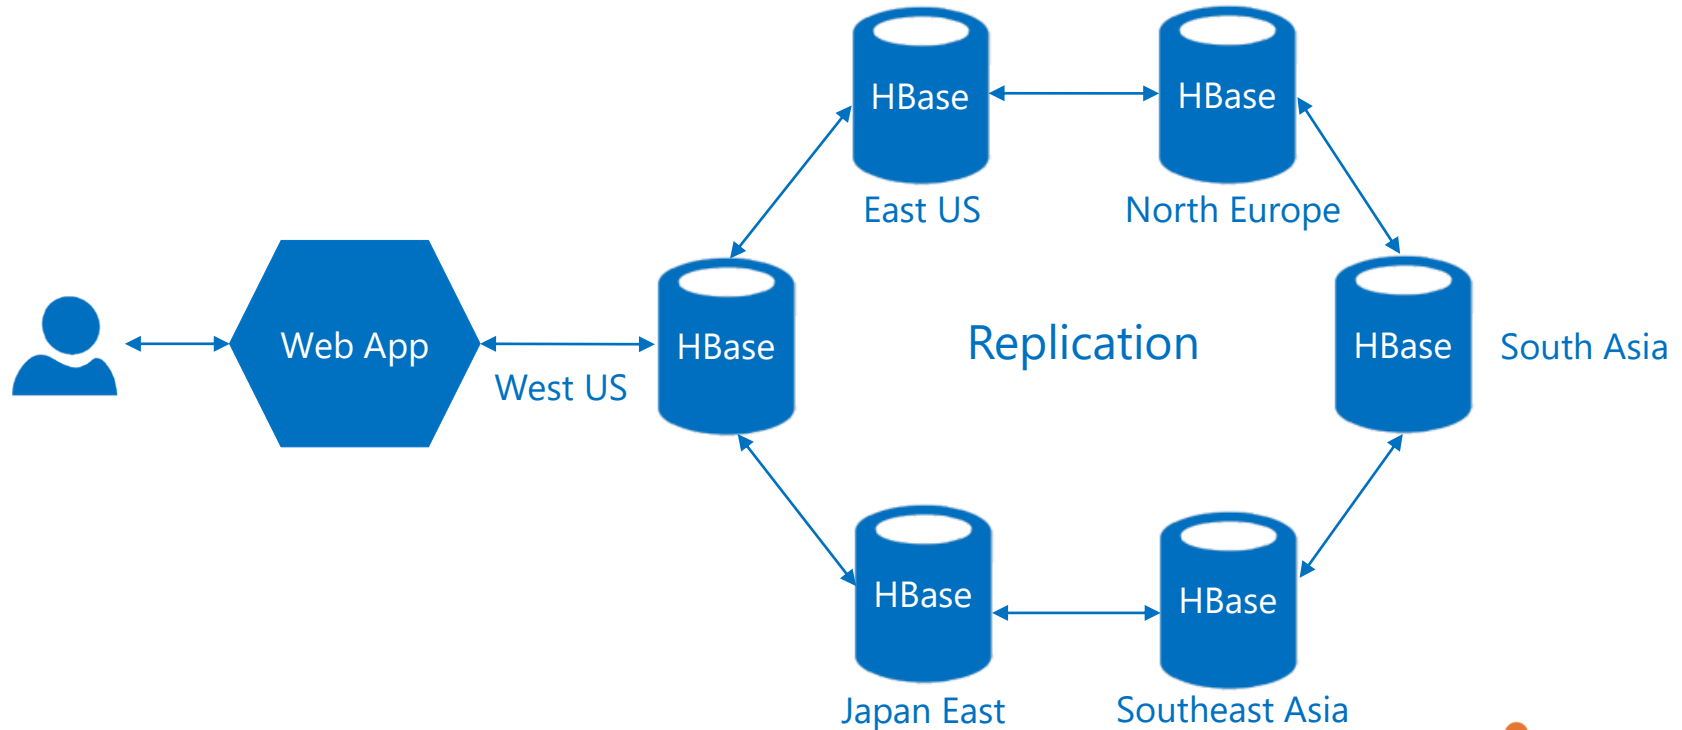 HBase
HBase
East US
North Europe
Web App
West US
HBase
Replication
HBase
South Asia
HBase
HBase
Japan East
Southeast Asia